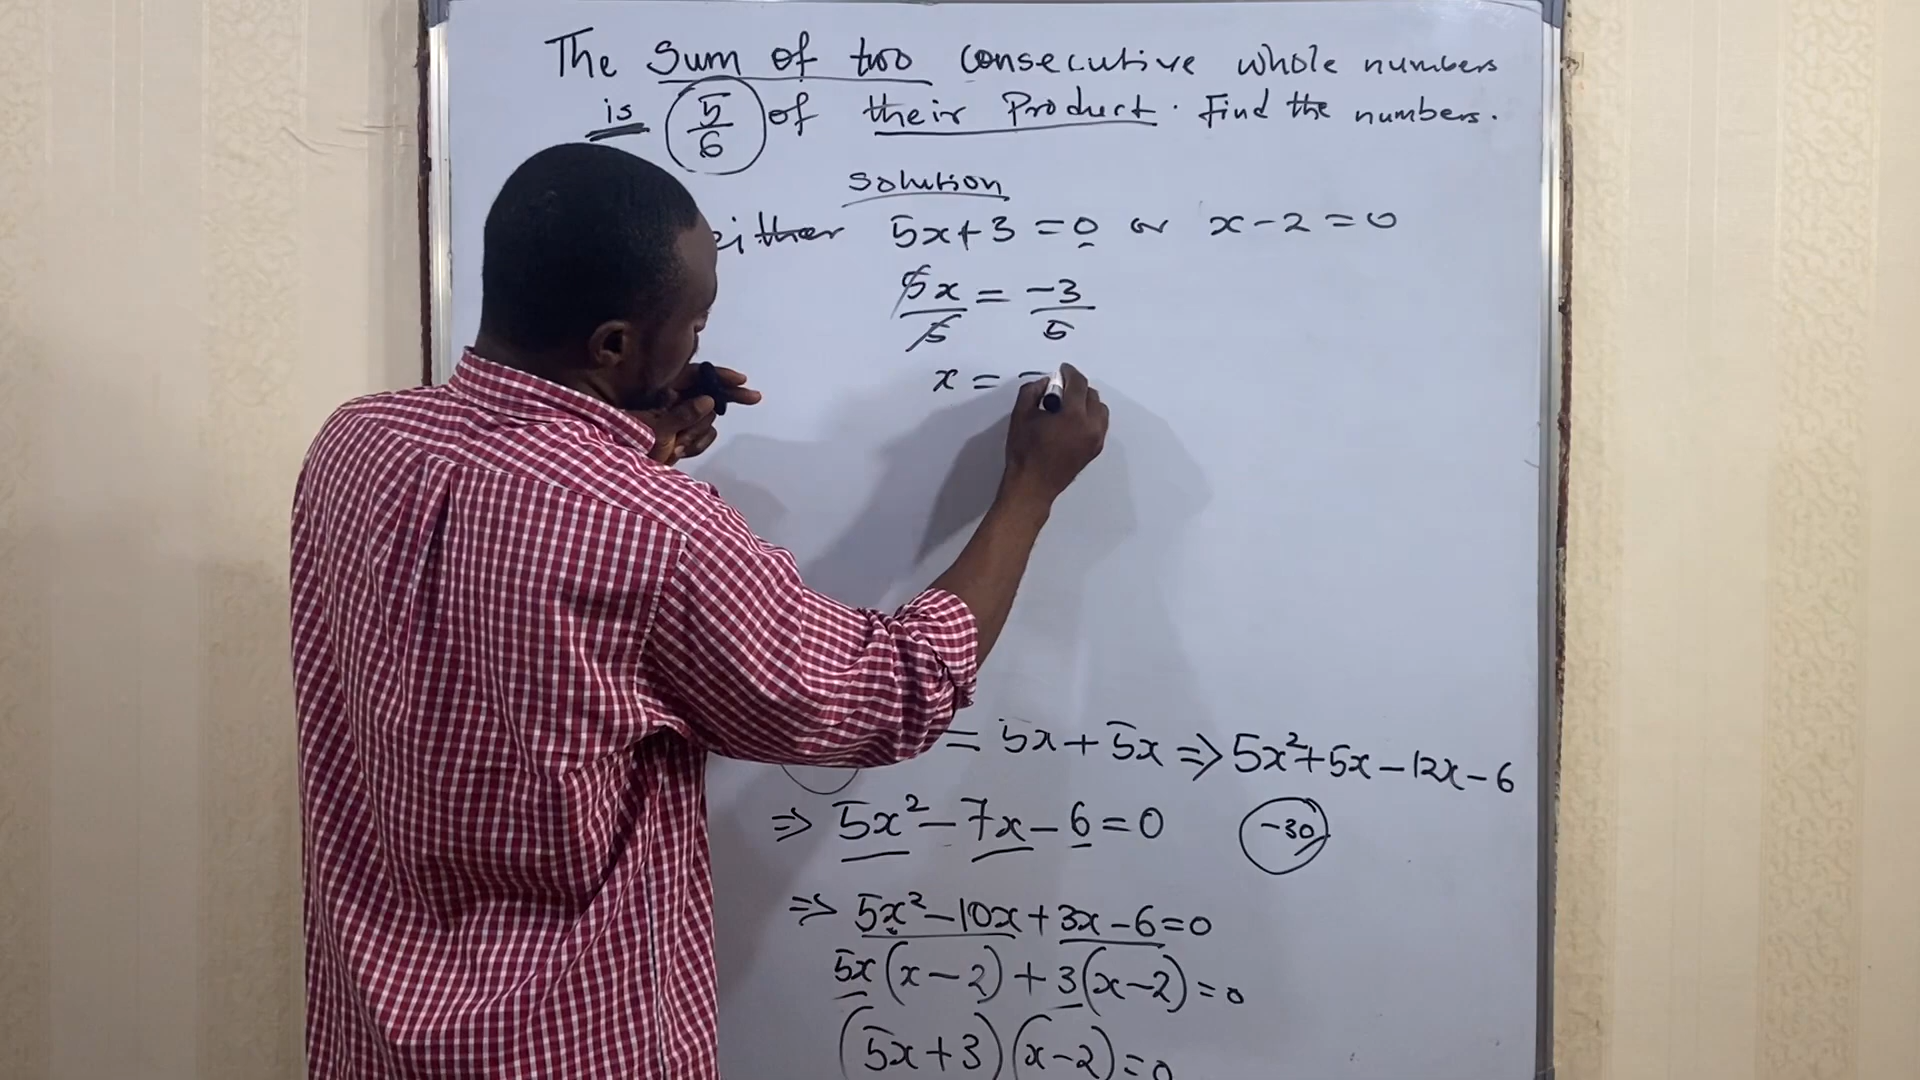 The Sum of two consecutive whole numbers
is 5/6 of their Product. Find the numbers.
Solution
either 5x+3=0 or x-2=0
5x/5 = -3/5
x = -
= 5x+5x => 5x²+5x-12x-6
=> 5x²-7x-6=0 -30
=> 5x²-10x+3x-6=0
5x(x-2)+3(x-2)=0
(5x+3)(x-2)=0